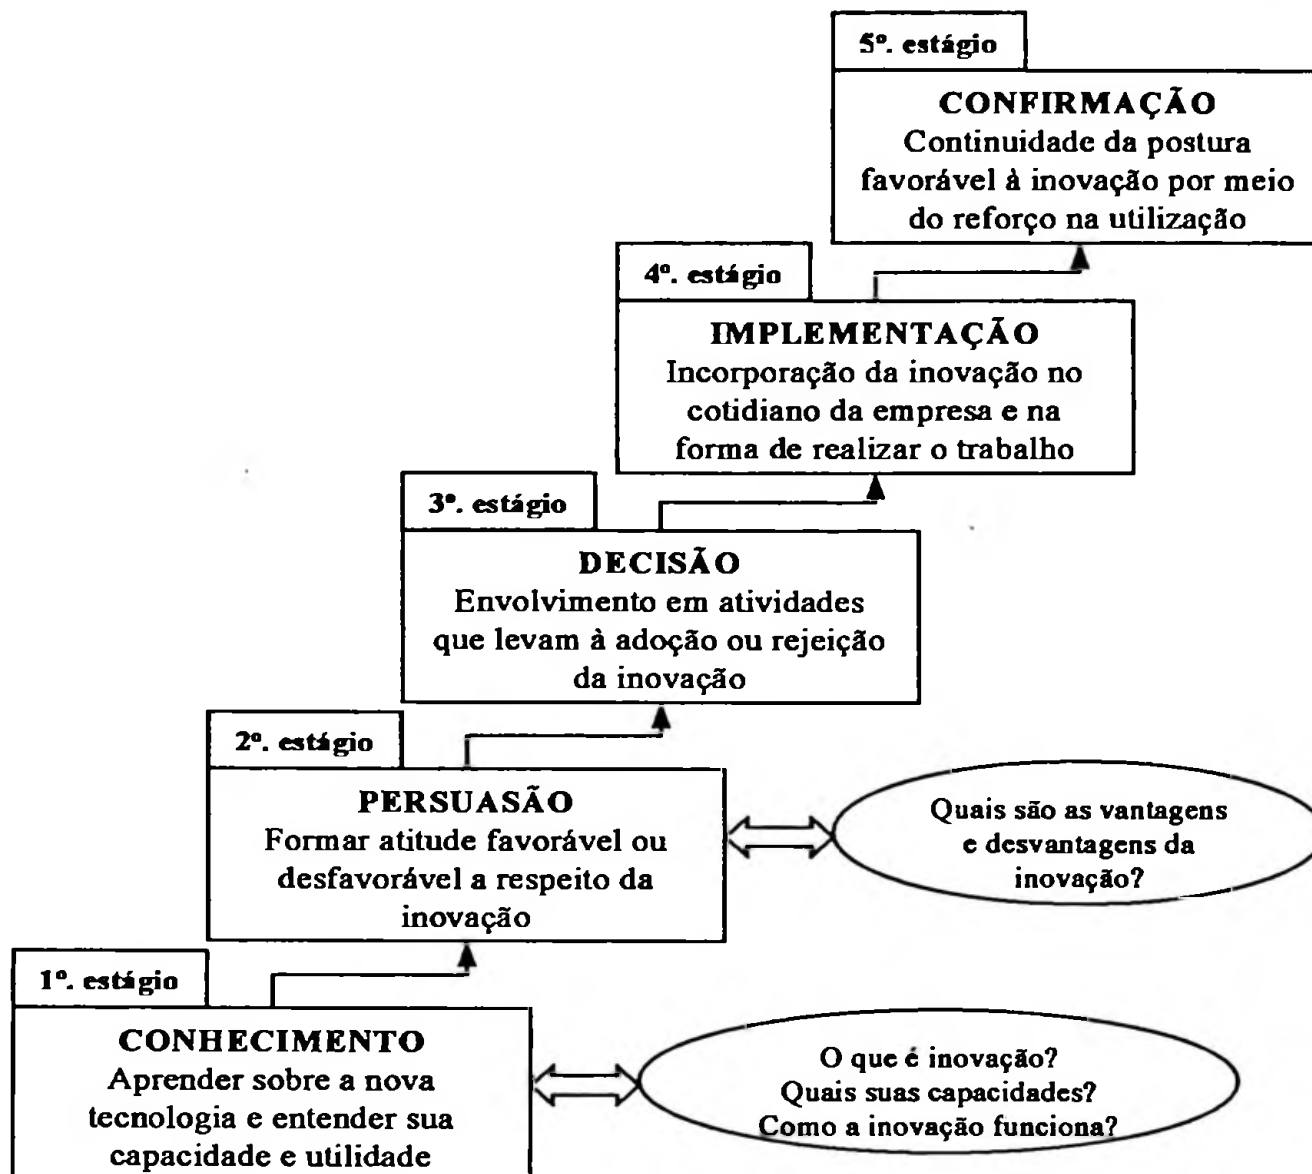 5º. estágio
CONFIRMAÇÃO
Continuidade da postura
favorável à inovação por meio
do reforço na utilização
4º. estágio
IMPLEMENTAÇÃO
Incorporação da inovação no
cotidiano da empresa e na
forma de realizar o trabalho
3º. estágio
DECISÃO
Envolvimento em atividades
que levam à adoção ou rejeição
da inovação
2º. estágio
PERSUASÃO
Formar atitude favorável ou
desfavorável a respeito da
inovação
Quais são as vantagens
e desvantagens da
inovação?
1º. estágio
CONHECIMENTO
Aprender sobre a nova
tecnologia e entender sua
capacidade e utilidade
O que é inovação?
Quais suas capacidades?
Como a inovação funciona?